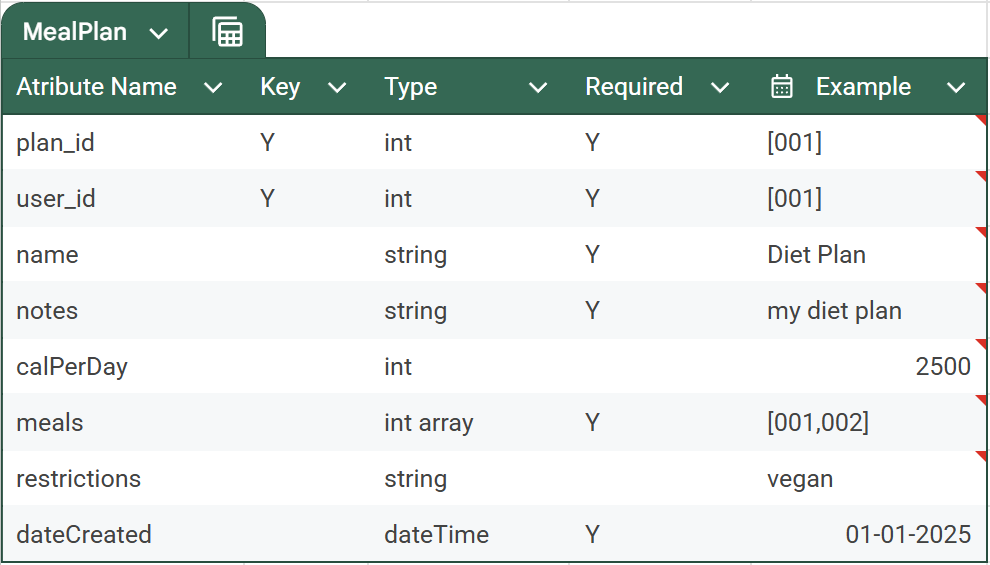 MealPlan
Atribute Name Key Type Required Example
plan_id Y int Y [001]
user_id Y int Y [001]
name string Y Diet Plan
notes string Y my diet plan
calPerDay int 2500
meals int array Y [001,002]
restrictions string vegan
dateCreated dateTime Y 01-01-2025